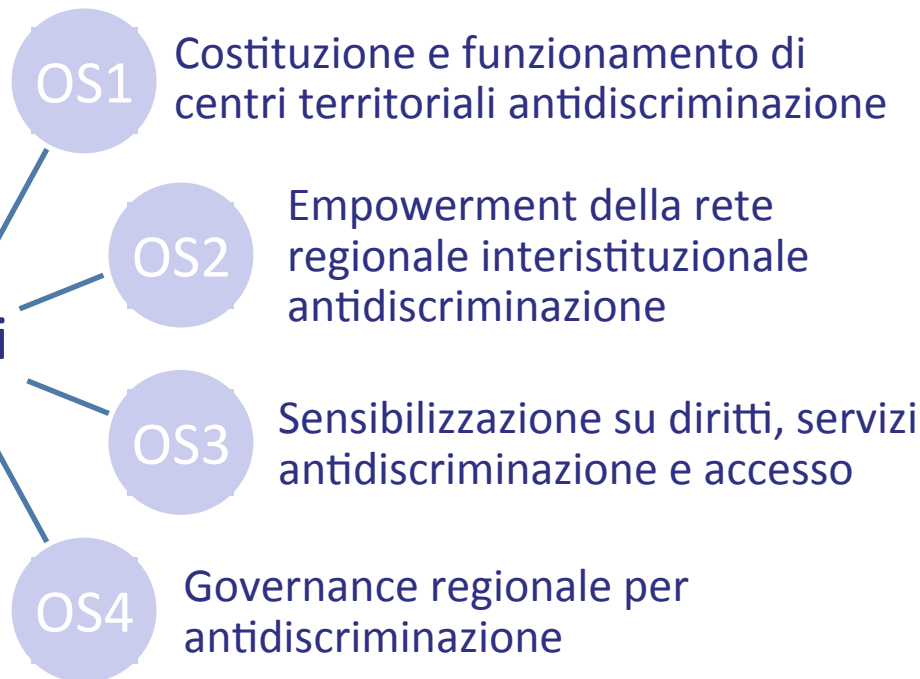 OS1
Costituzione e funzionamento di
centri territoriali antidiscriminazione
OS2
Empowerment della rete
regionale interistituzionale
antidiscriminazione
i
OS3
Sensibilizzazione su diritti, servizi
antidiscriminazione e accesso
OS4
Governance regionale per
antidiscriminazione